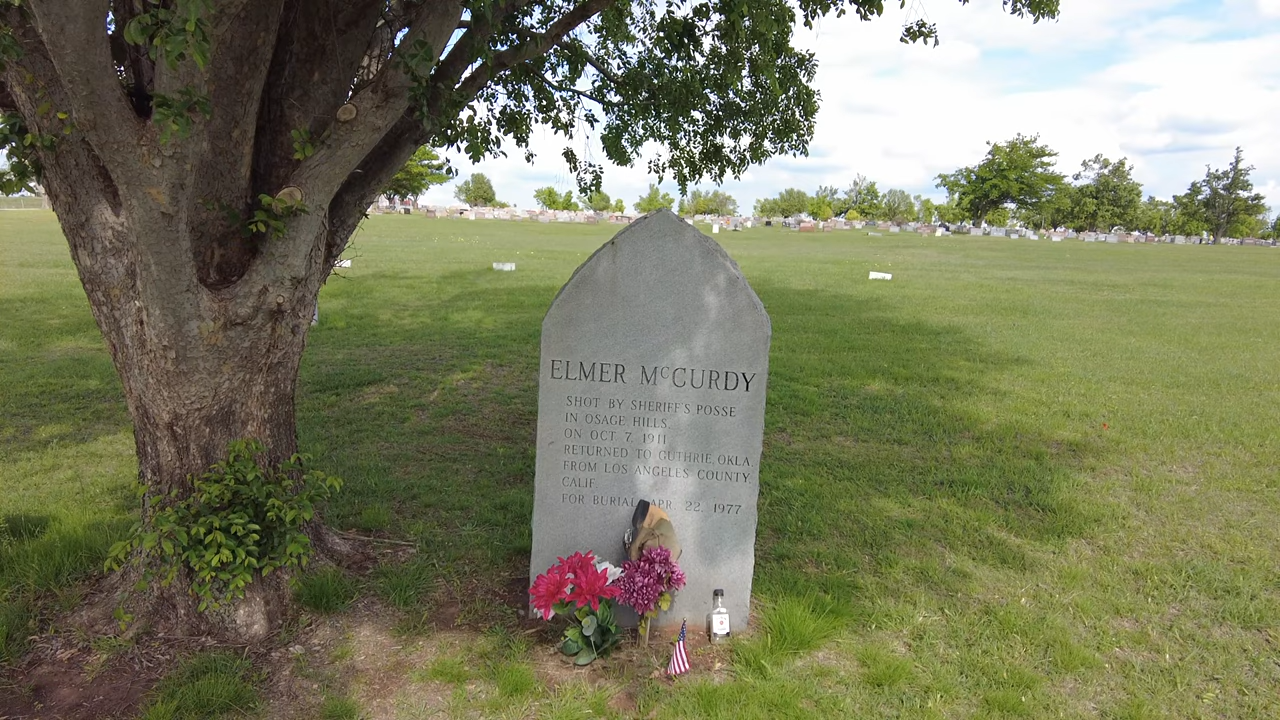 ELMER McCURDY
SHOT BY SHERIFF'S POSSE
IN OSAGE HILLS.
ON OCT. 7, 1911
RETURNED TO GUTHRIE, OKLA.
FROM LOS ANGELES COUNTY,
CALIF.
FOR BURIAL APR. 22, 1977